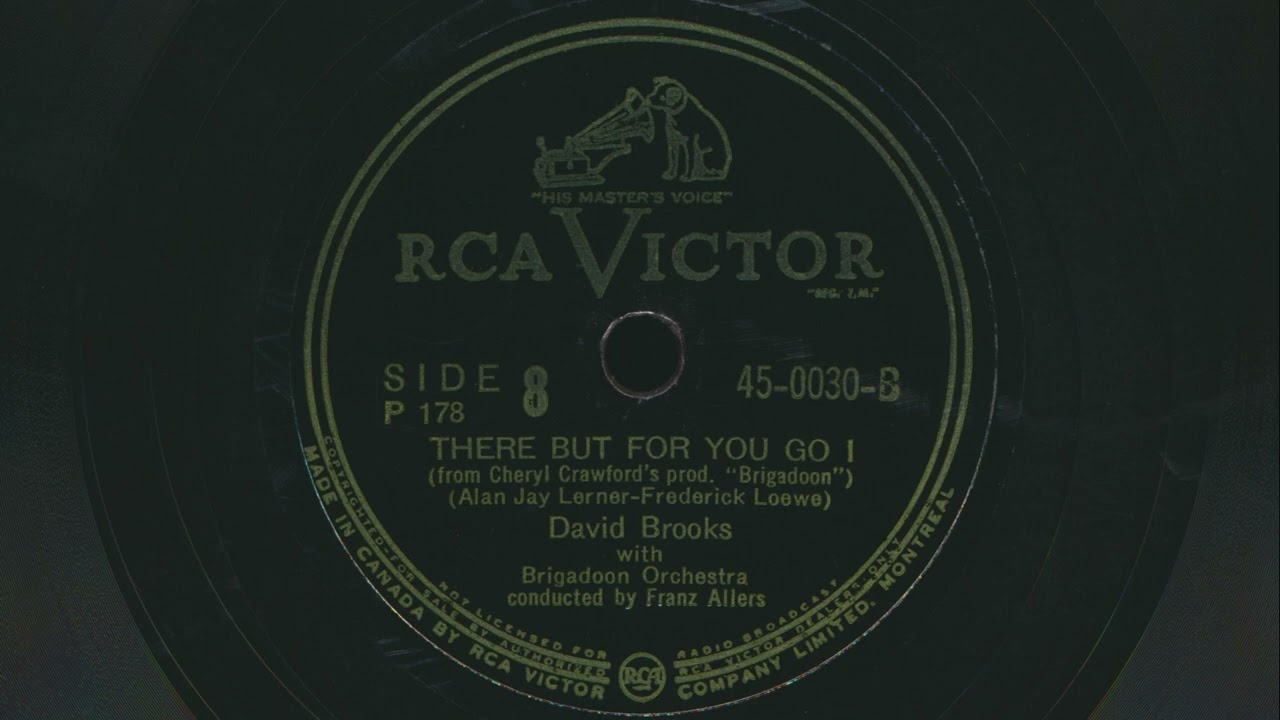 "HIS MASTER'S VOICE"
RCA VICTOR
"REG. T.M."
SIDE 8
45-0030-B
P 178
THERE BUT FOR YOU GO I
(from Cheryl Crawford's prod. "Brigadoon")
(Alan Jay Lerner-Frederick Loewe)
David Brooks
with
Brigadoon Orchestra
conducted by Franz Allers
COPYRIGHTED-FOR SALE BY AUTHORIZED RCA VICTOR DEALERS-ONLY
NOT LICENSED FOR RADIO BROADCAST
MADE IN CANADA BY RCA VICTOR COMPANY LIMITED, MONTREAL
RCA